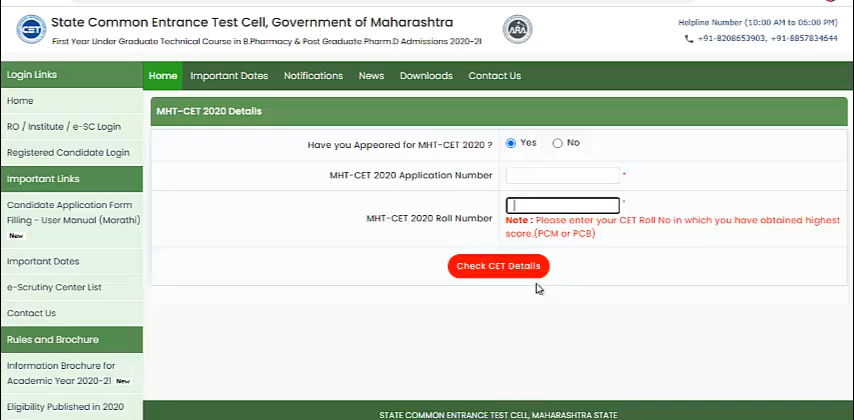 State Common Entrance Test Cell, Government of Maharashtra
First Year Under Graduate Technical Course in B.Pharmacy & Post Graduate Pharm.D Admissions 2020-21
CET
ARA
Helpline Number (10:00 AM to 06:00 PM)
+91-8208653903, +91-8857834644
Login Links
Home
RO / Institute / e-SC Login
Registered Candidate Login
Important Links
Candidate Application Form
Filling - User Manual (Marathi)
New
Important Dates
e-Scrutiny Center List
Contact Us
Rules and Brochure
Information Brochure for
Academic Year 2020-21 New
Eligibility Published in 2020
Home Important Dates Notifications News Downloads Contact Us
MHT-CET 2020 Details
Have you Appeared for MHT-CET 2020 ? Yes No
MHT-CET 2020 Application Number *
MHT-CET 2020 Roll Number *
Note : Please enter your CET Roll No in which you have obtained highest
score.(PCM or PCB)
Check CET Details
STATE COMMON ENTRANCE TEST CELL, MAHARASHTRA STATE